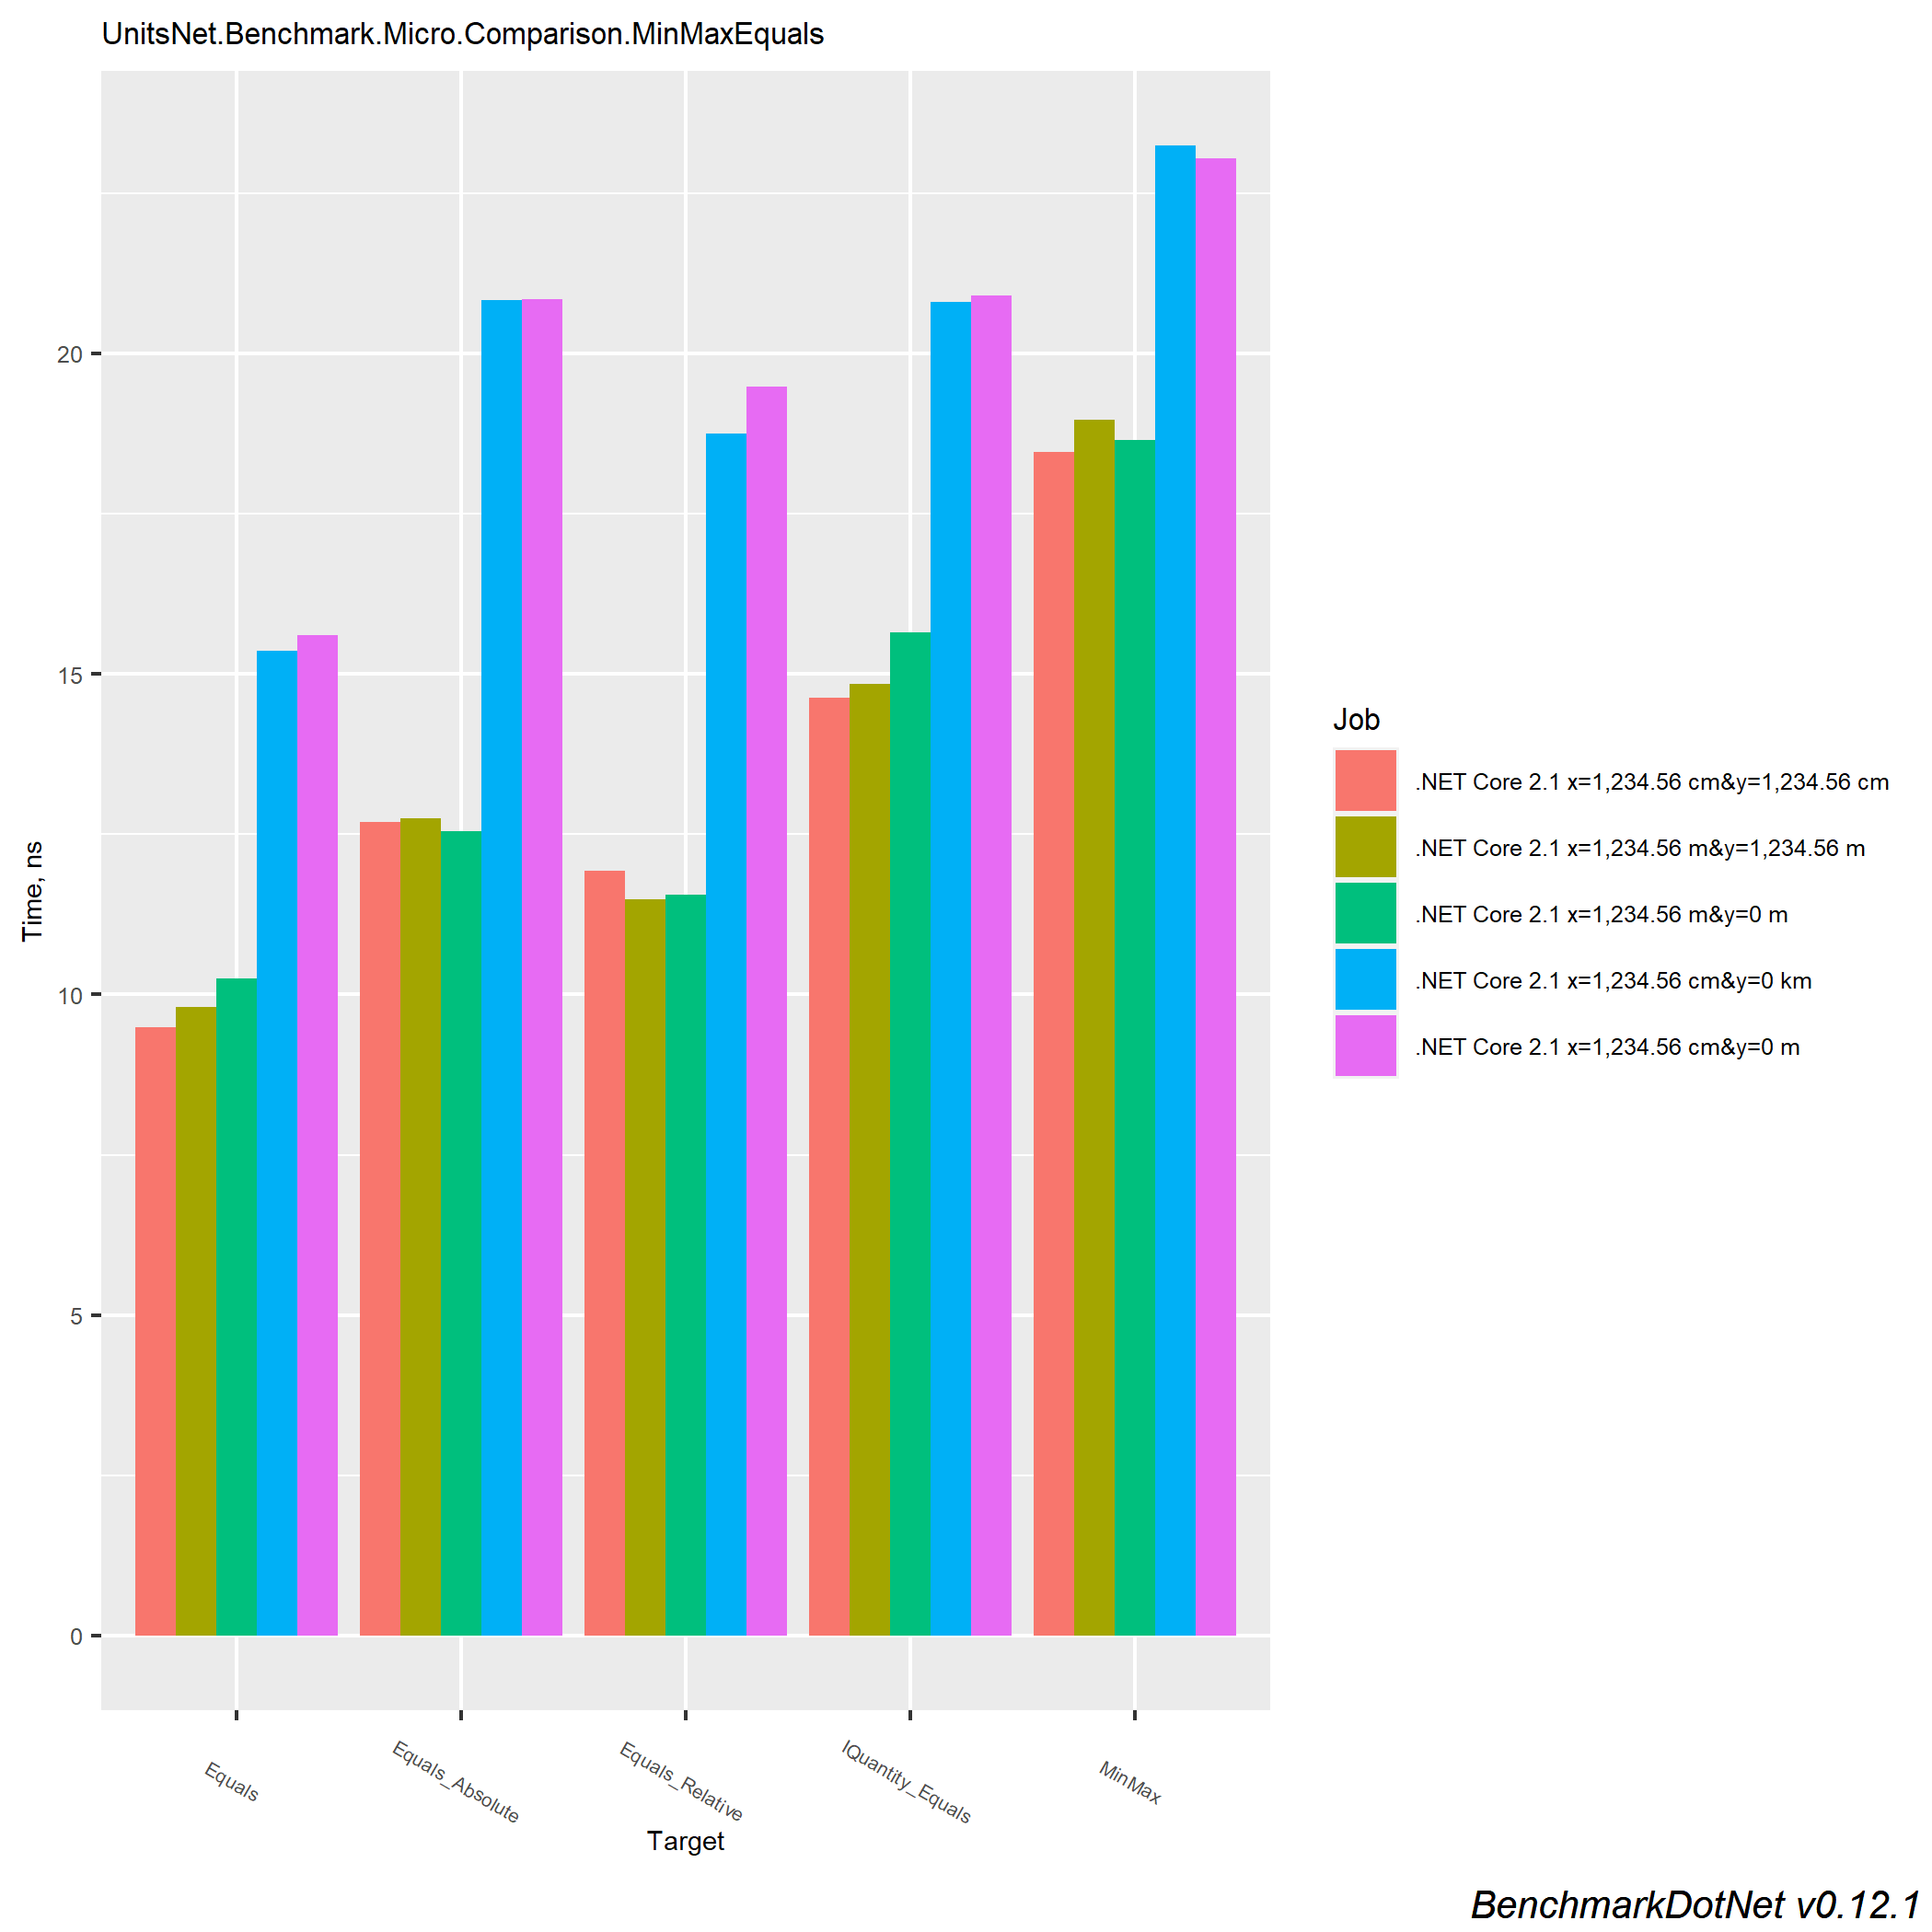 UnitsNet.Benchmark.Micro.Comparison.MinMaxEquals
Time, ns
20
15
10
5
0
Equals
Equals_Absolute
Equals_Relative
IQuantity_Equals
MinMax
Target
Job
.NET Core 2.1 x=1,234.56 cm&y=1,234.56 cm
.NET Core 2.1 x=1,234.56 m&y=1,234.56 m
.NET Core 2.1 x=1,234.56 m&y=0 m
.NET Core 2.1 x=1,234.56 cm&y=0 km
.NET Core 2.1 x=1,234.56 cm&y=0 m
BenchmarkDotNet v0.12.1